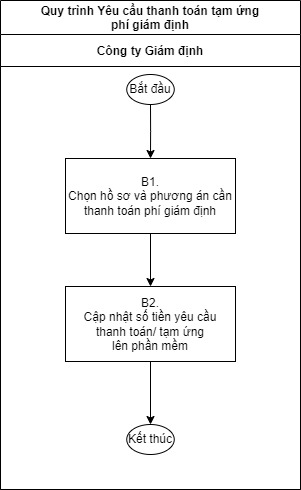 Quy trình Yêu cầu thanh toán tạm ứng
phí giám định
Công ty Giám định
Bắt đầu
B1.
Chọn hồ sơ và phương án cần
thanh toán phí giám định
B2.
Cập nhật số tiền yêu cầu
thanh toán/ tạm ứng
lên phần mềm
Kết thúc